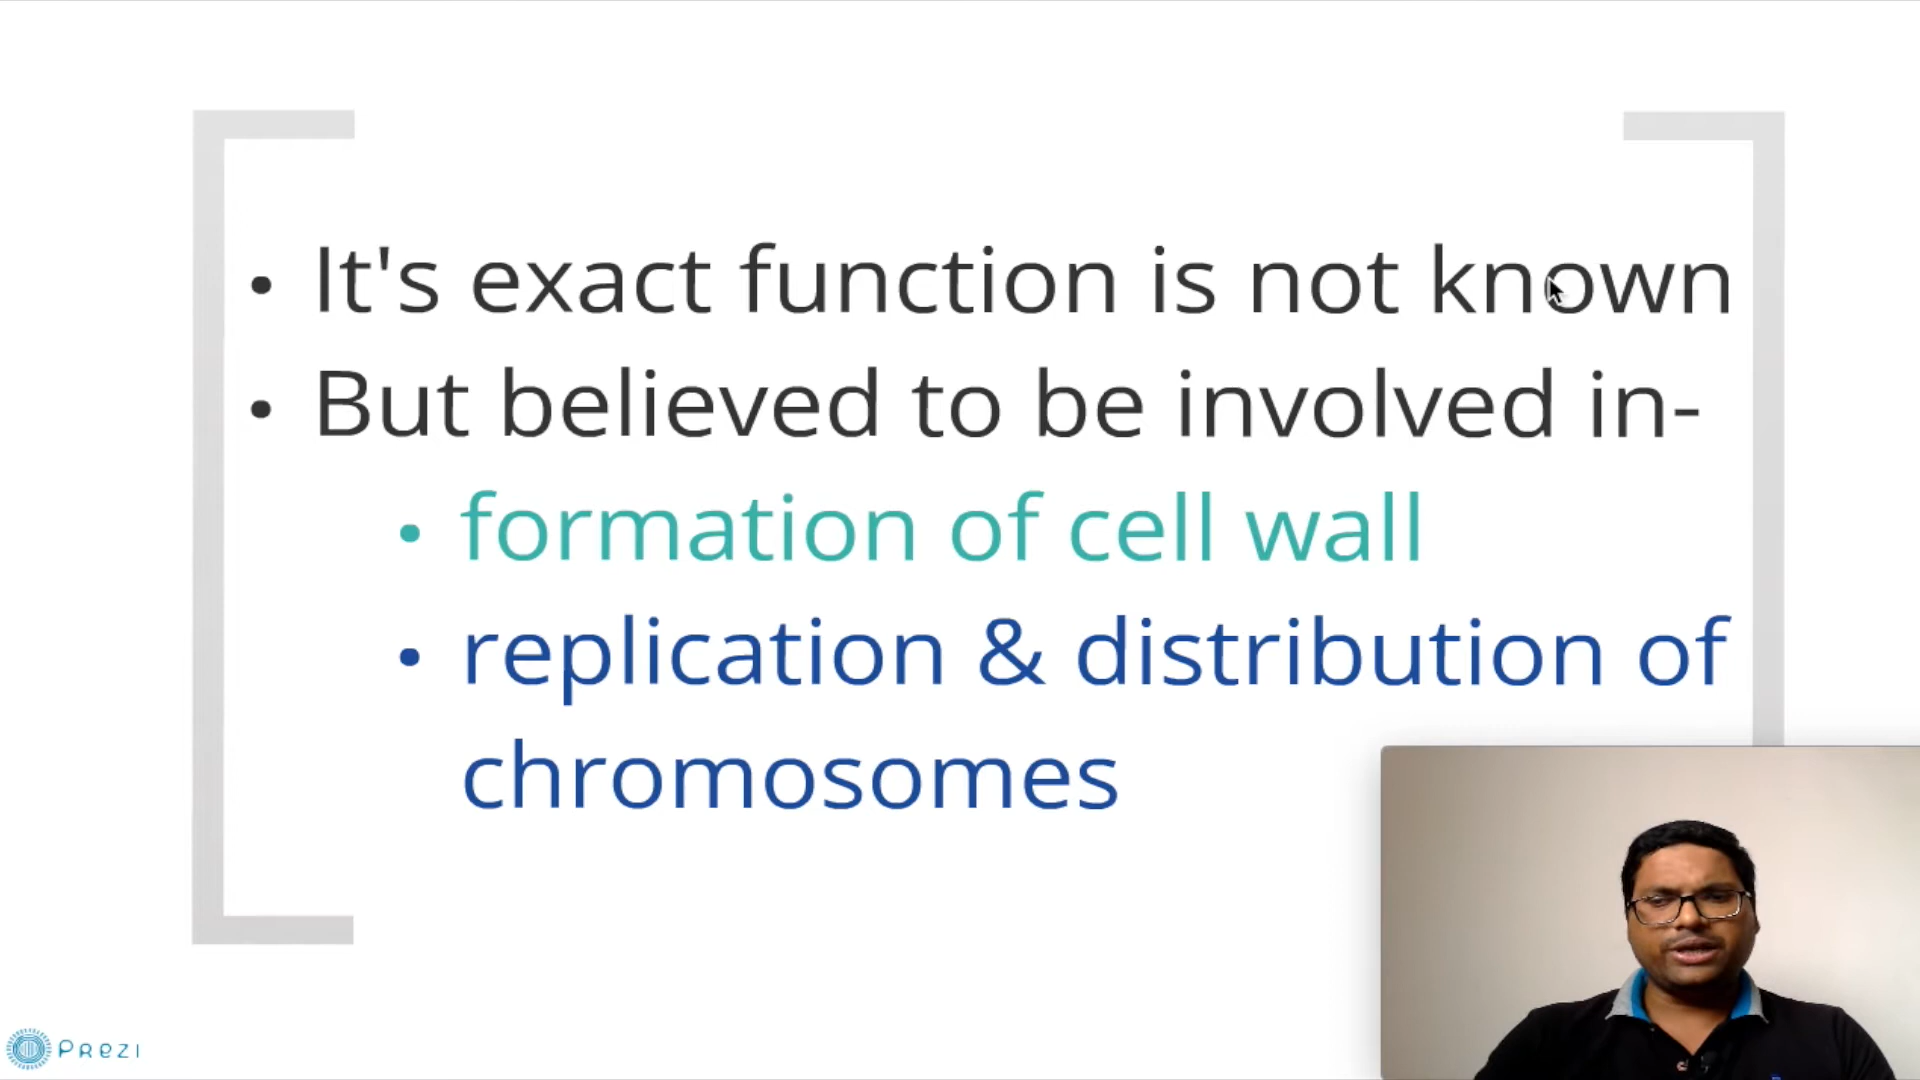 • It's exact function is not known
• But believed to be involved in-
• formation of cell wall
• replication & distribution of
chromosomes
Prezi